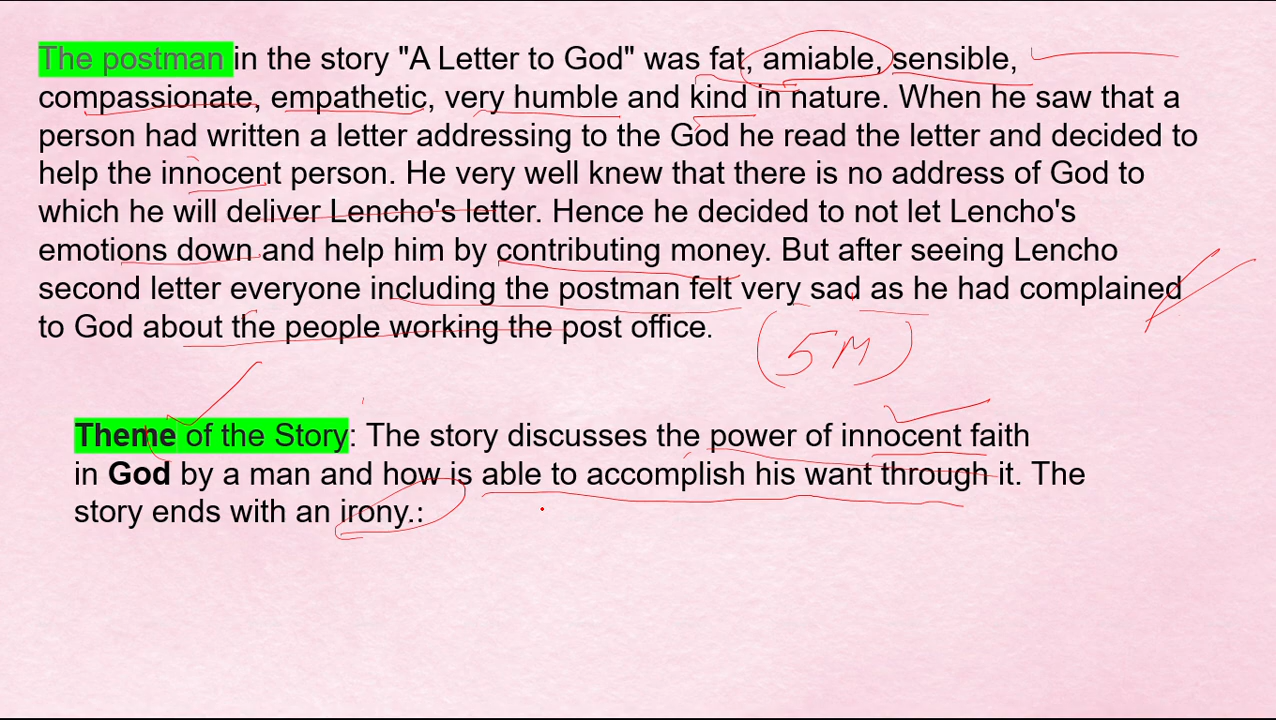 The postman in the story "A Letter to God" was fat, amiable, sensible,
compassionate, empathetic, very humble and kind in nature. When he saw that a
person had written a letter addressing to the God he read the letter and decided to
help the innocent person. He very well knew that there is no address of God to
which he will deliver Lencho's letter. Hence he decided to not let Lencho's
emotions down and help him by contributing money. But after seeing Lencho
second letter everyone including the postman felt very sad as he had complained
to God about the people working the post office.
(5M)
Theme of the Story: The story discusses the power of innocent faith
in God by a man and how is able to accomplish his want through it. The
story ends with an irony.: